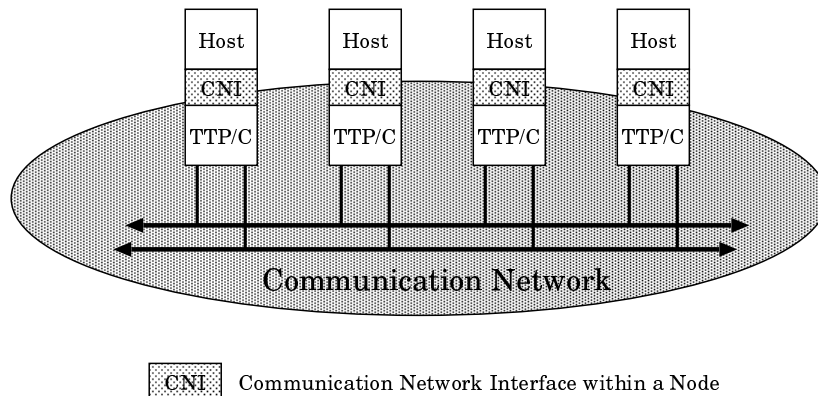 Host Host Host Host
CNI CNI CNI CNI
TTP/C TTP/C TTP/C TTP/C
Communication Network
CNI Communication Network Interface within a Node